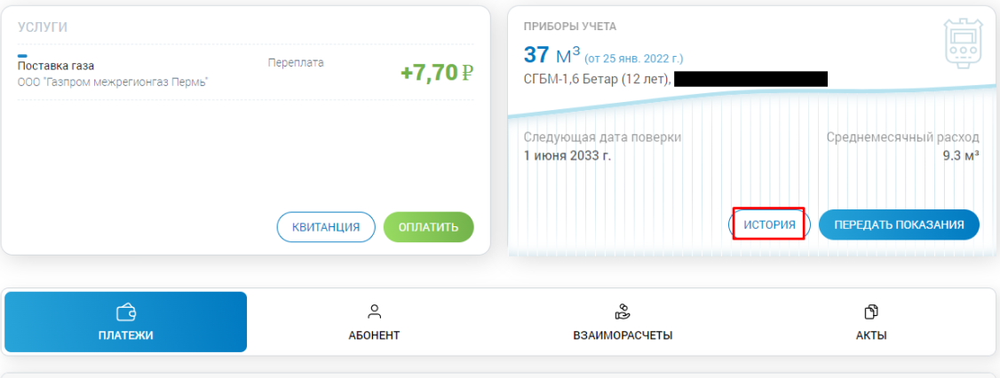 УСЛУГИ
Поставка газа
ООО "Газпром межрегионгаз Пермь"
Переплата
+7,70 ₽
КВИТАНЦИЯ
ОПЛАТИТЬ
ПРИБОРЫ УЧЕТА
37 м³ (от 25 янв. 2022 г.)
СГБМ-1,6 Бетар (12 лет),
Следующая дата поверки
1 июня 2033 г.
Среднемесячный расход
9.3 м³
ИСТОРИЯ
ПЕРЕДАТЬ ПОКАЗАНИЯ
ПЛАТЕЖИ
АБОНЕНТ
ВЗАИМОРАСЧЕТЫ
АКТЫ